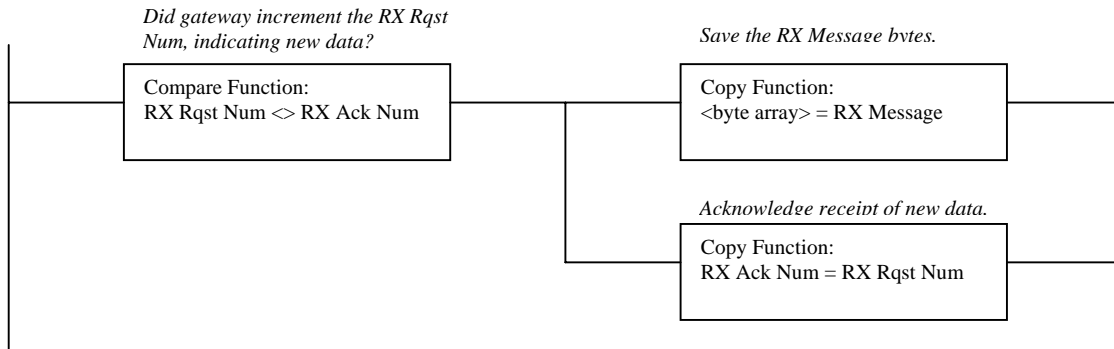 Did gateway increment the RX Rqst
Num, indicating new data?
Compare Function:
RX Rqst Num <> RX Ack Num
Save the RX Message bytes.
Copy Function:
<byte array> = RX Message
Acknowledge receipt of new data.
Copy Function:
RX Ack Num = RX Rqst Num